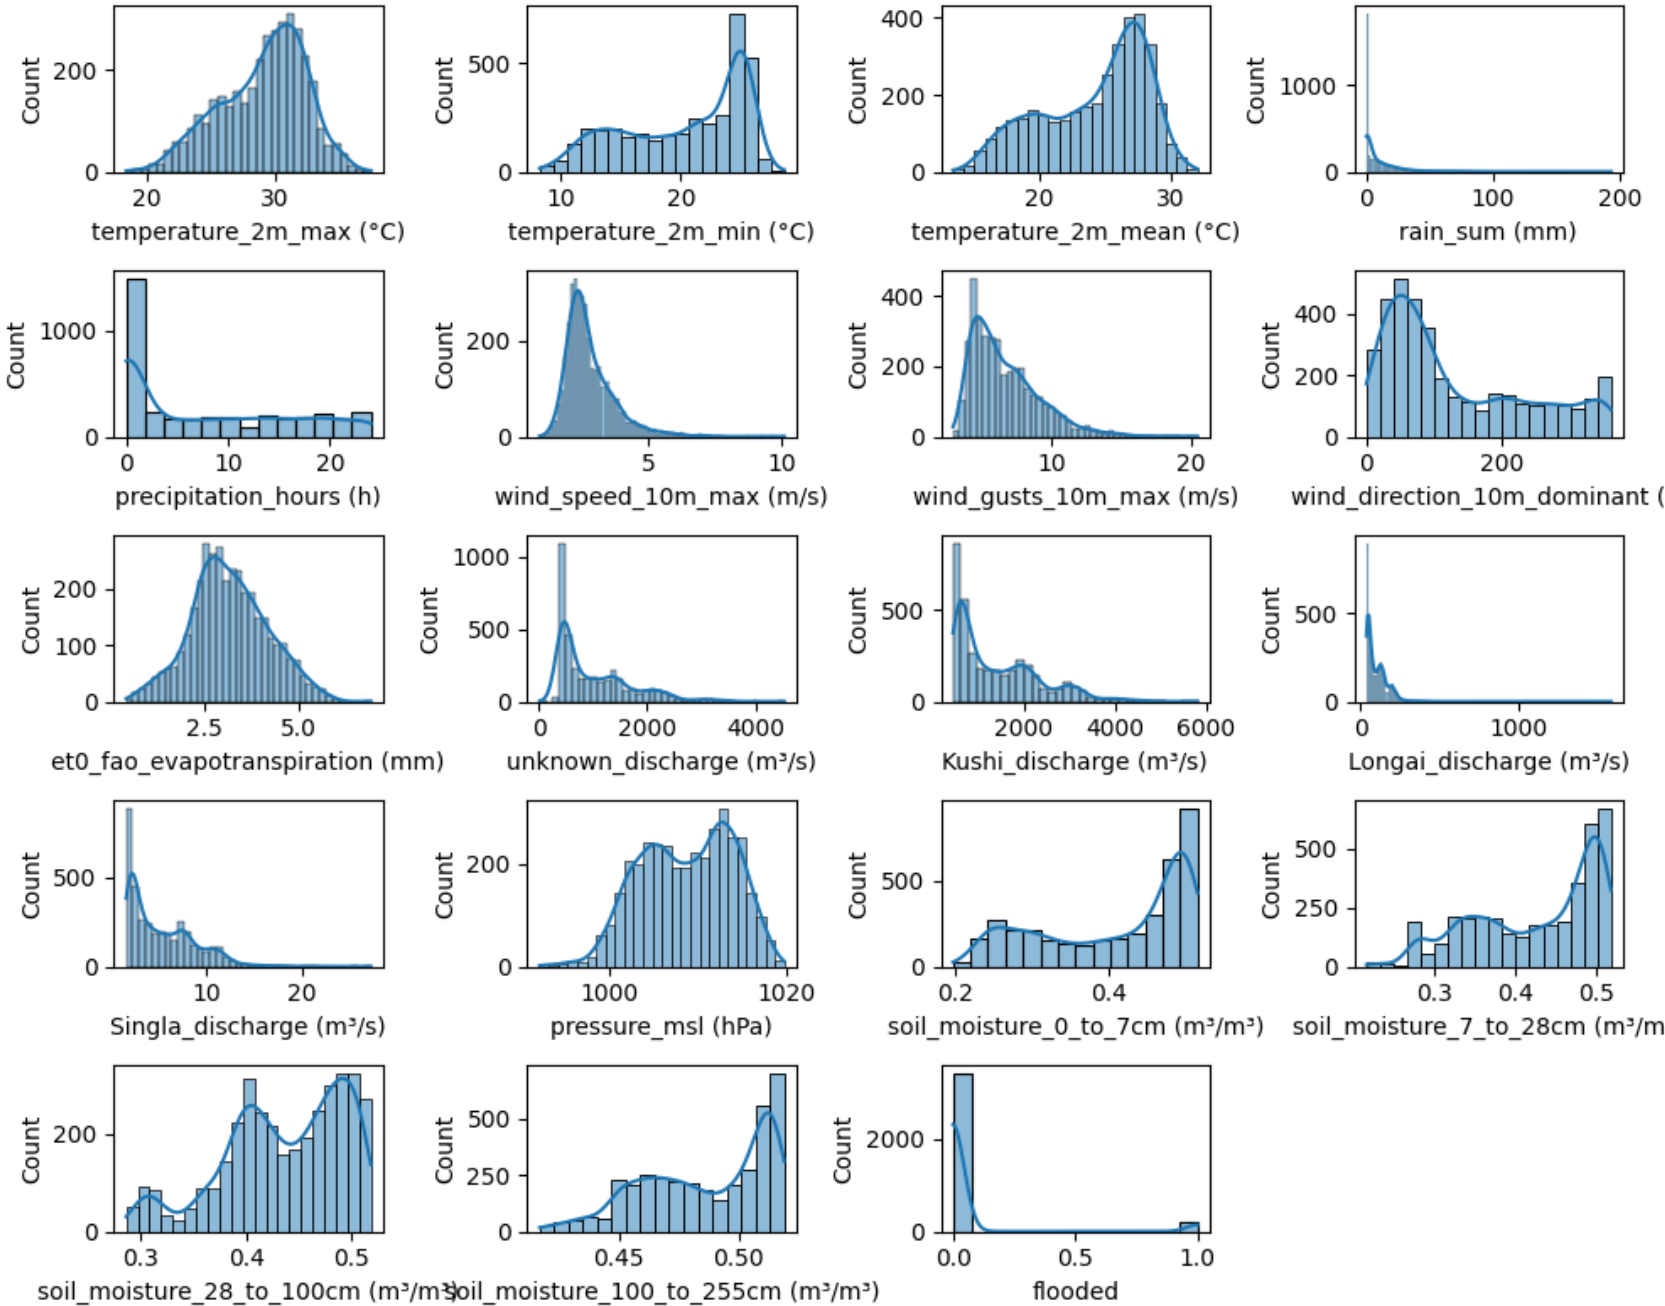 Count
200
0
20
30
temperature_2m_max (°C)
Count
500
0
10
20
temperature_2m_min (°C)
Count
400
200
0
20
30
temperature_2m_mean (°C)
Count
1000
0
0
100
200
rain_sum (mm)
Count
1000
0
0
10
20
precipitation_hours (h)
Count
200
0
5
10
wind_speed_10m_max (m/s)
Count
400
200
0
10
20
wind_gusts_10m_max (m/s)
Count
400
200
0
0
200
wind_direction_10m_dominant (
Count
200
100
0
2.5
5.0
et0_fao_evapotranspiration (mm)
Count
1000
500
0
0
2000
4000
unknown_discharge (m³/s)
Count
500
0
2000
4000
6000
Kushi_discharge (m³/s)
Count
500
0
0
1000
Longai_discharge (m³/s)
Count
500
0
10
20
Singla_discharge (m³/s)
Count
200
0
1000
1020
pressure_msl (hPa)
Count
500
0
0.2
0.4
soil_moisture_0_to_7cm (m³/m³)
Count
500
250
0
0.3
0.4
0.5
soil_moisture_7_to_28cm (m³/m
Count
200
0
0.3
0.4
0.5
soil_moisture_28_to_100cm (m³/m³)
Count
500
250
0
0.45
0.50
soil_moisture_100_to_255cm (m³/m³)
Count
2000
0
0.0
0.5
1.0
flooded